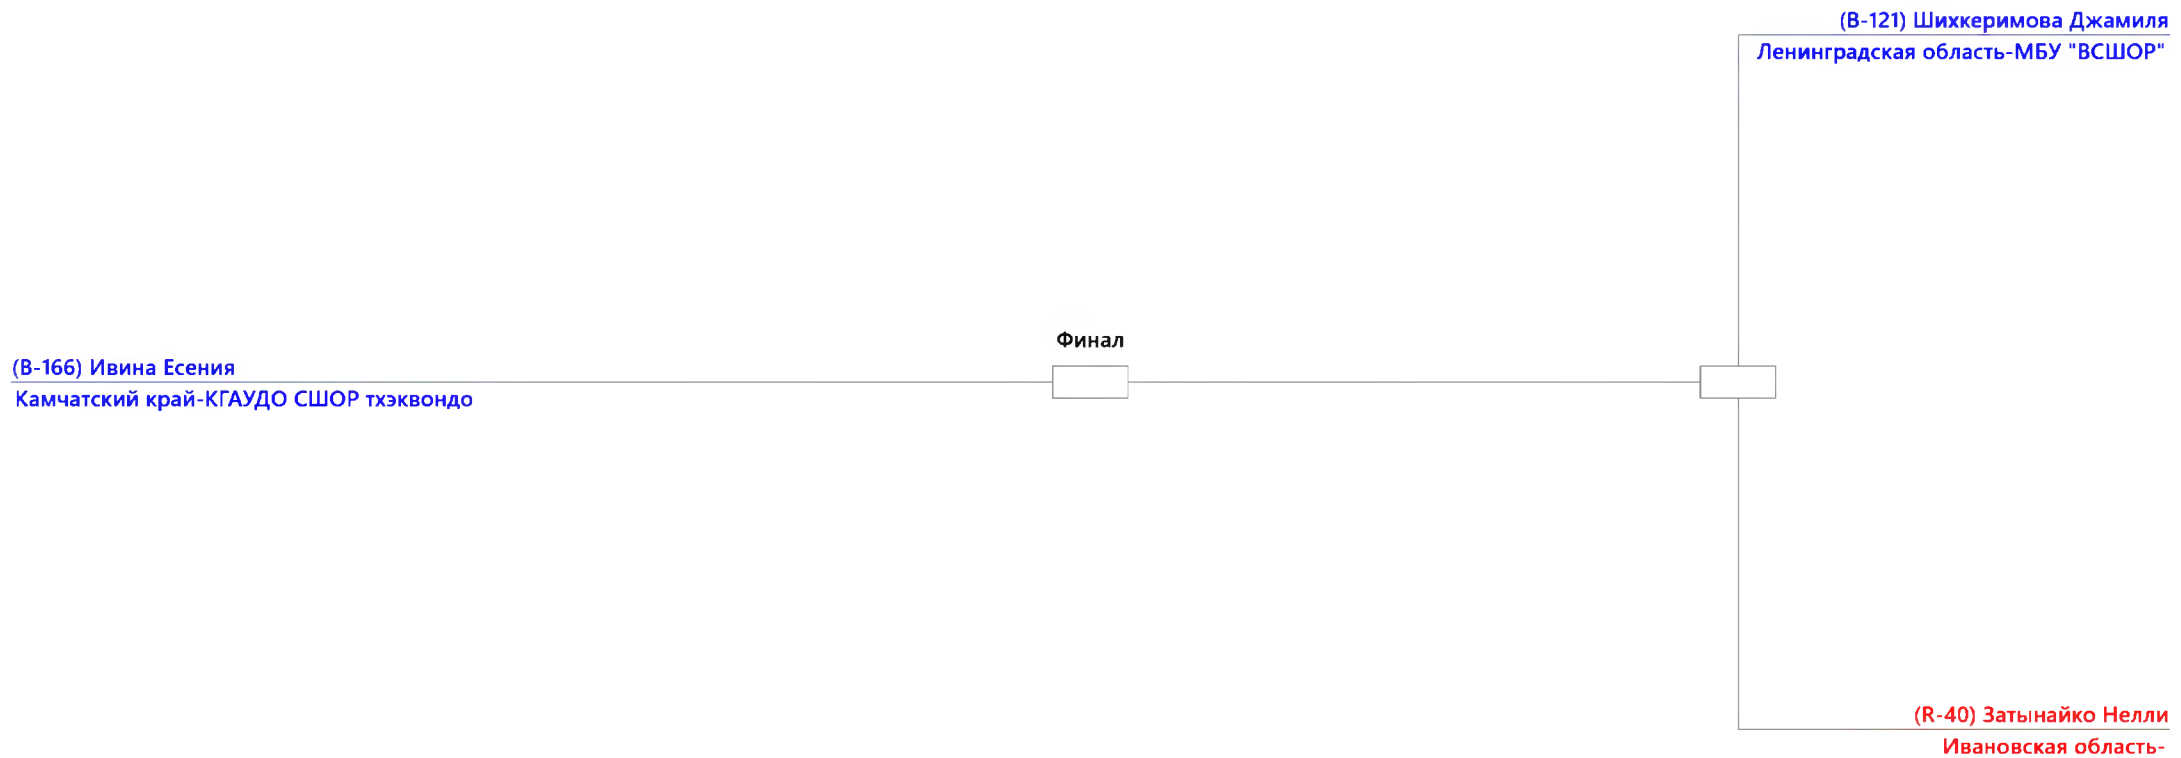 (B-121) Шихкеримова Джамиля
Ленинградская область-МБУ "ВСШОР"
Финал
(B-166) Ивина Есения
Камчатский край-КГАУДО СШОР тхэквондо
(R-40) Затынайко Нелли
Ивановская область-